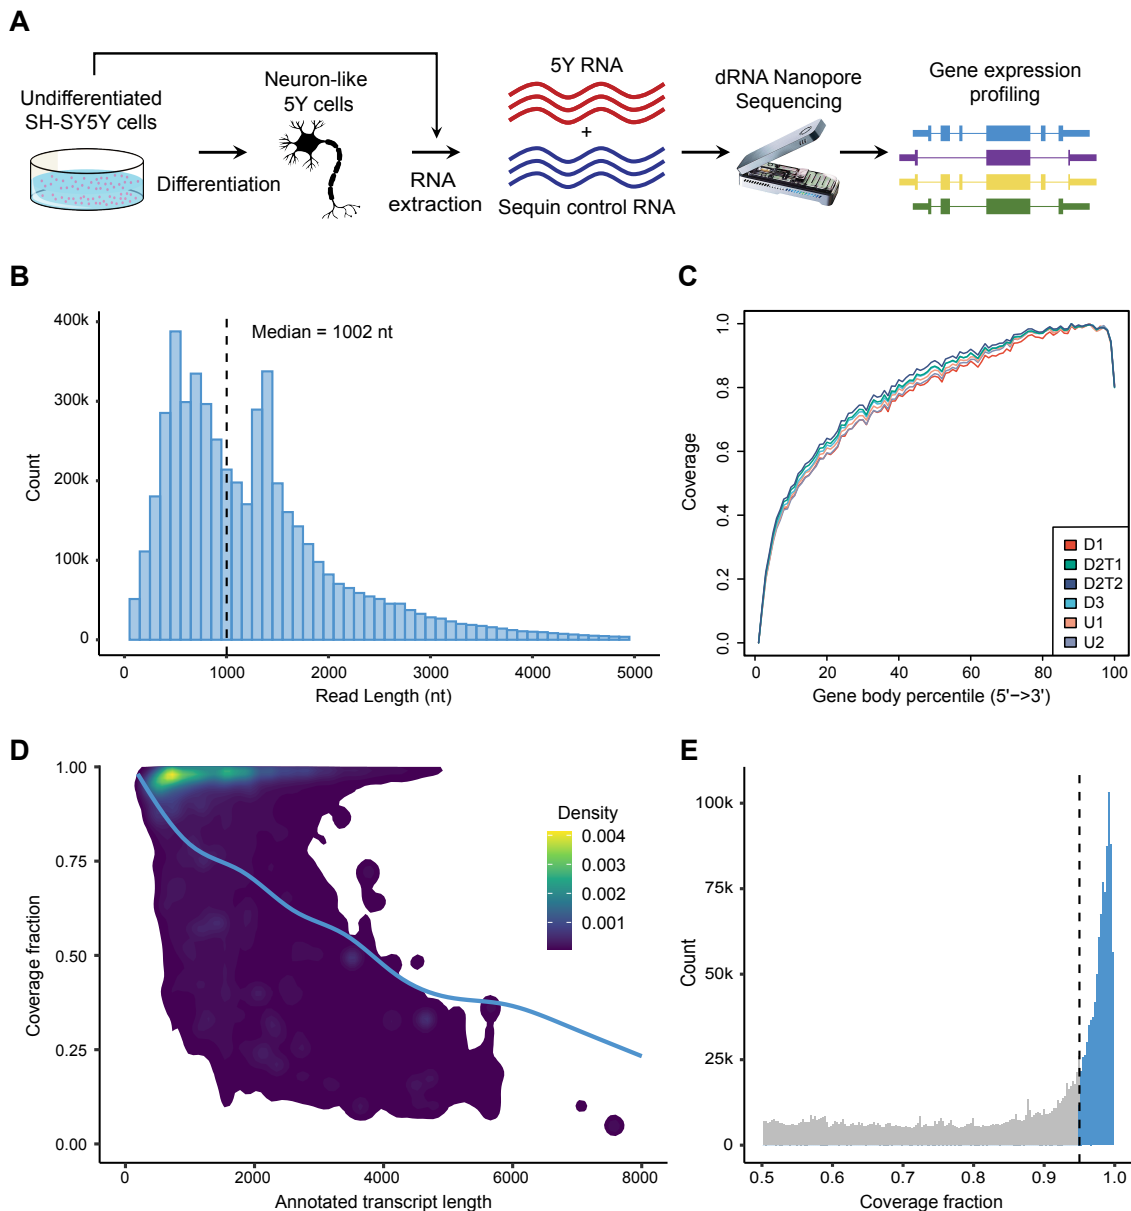 A
Undifferentiated
SH-SY5Y cells
Differentiation
Neuron-like
5Y cells
RNA
extraction
5Y RNA
+
Sequin control RNA
dRNA Nanopore
Sequencing
Gene expression
profiling
B
Median = 1002 nt
Count
400k
300k
200k
100k
0
0 1000 2000 3000 4000 5000
Read Length (nt)
C
Coverage
1.0
0.8
0.6
0.4
0.2
0.0
D1
D2T1
D2T2
D3
U1
U2
0 20 40 60 80 100
Gene body percentile (5'−>3')
D
Coverage fraction
1.00
0.75
0.50
0.25
0.00
Density
0.004
0.003
0.002
0.001
0 2000 4000 6000 8000
Annotated transcript length
E
Count
100k
75k
50k
25k
0
0.5 0.6 0.7 0.8 0.9 1.0
Coverage fraction